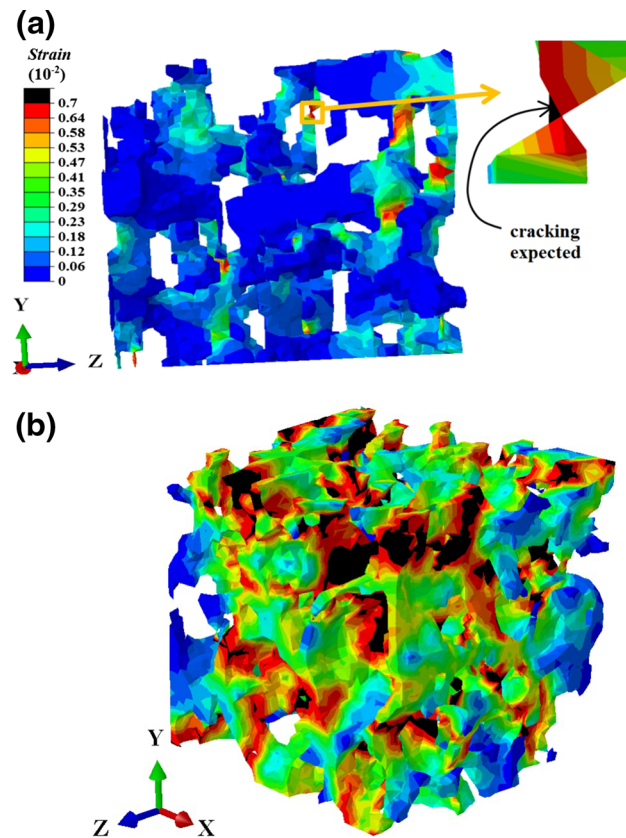 (a)
Strain
(10⁻²)
0.7
0.64
0.58
0.53
0.47
0.41
0.35
0.29
0.23
0.18
0.12
0.06
0
cracking
expected
Y
Z
(b)
Y
Z
X